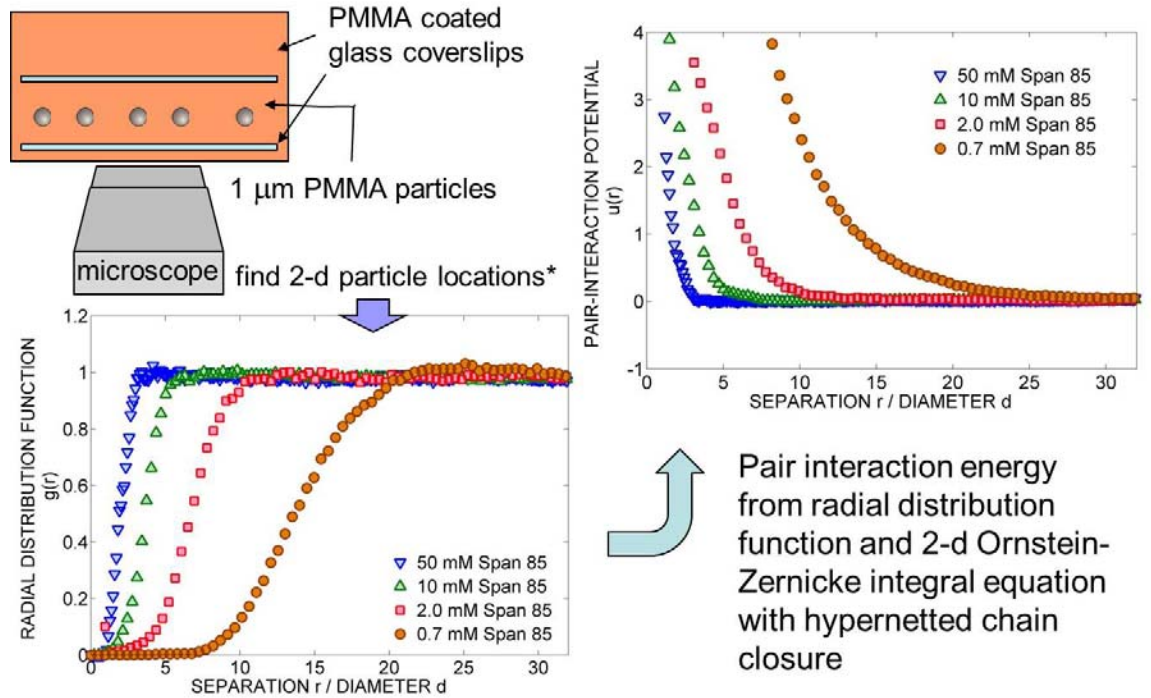 PMMA coated
glass coverslips
1 μm PMMA particles
microscope
find 2-d particle locations*
RADIAL DISTRIBUTION FUNCTION
g(r)
1.2
1
0.8
0.6
0.4
0.2
0
50 mM Span 85
10 mM Span 85
2.0 mM Span 85
0.7 mM Span 85
0 5 10 15 20 25 30
SEPARATION r / DIAMETER d
PAIR-INTERACTION POTENTIAL
u(r)
4
3
2
1
0
-1
50 mM Span 85
10 mM Span 85
2.0 mM Span 85
0.7 mM Span 85
0 5 10 15 20 25 30
SEPARATION r / DIAMETER d
Pair interaction energy
from radial distribution
function and 2-d Ornstein-
Zernicke integral equation
with hypernetted chain
closure